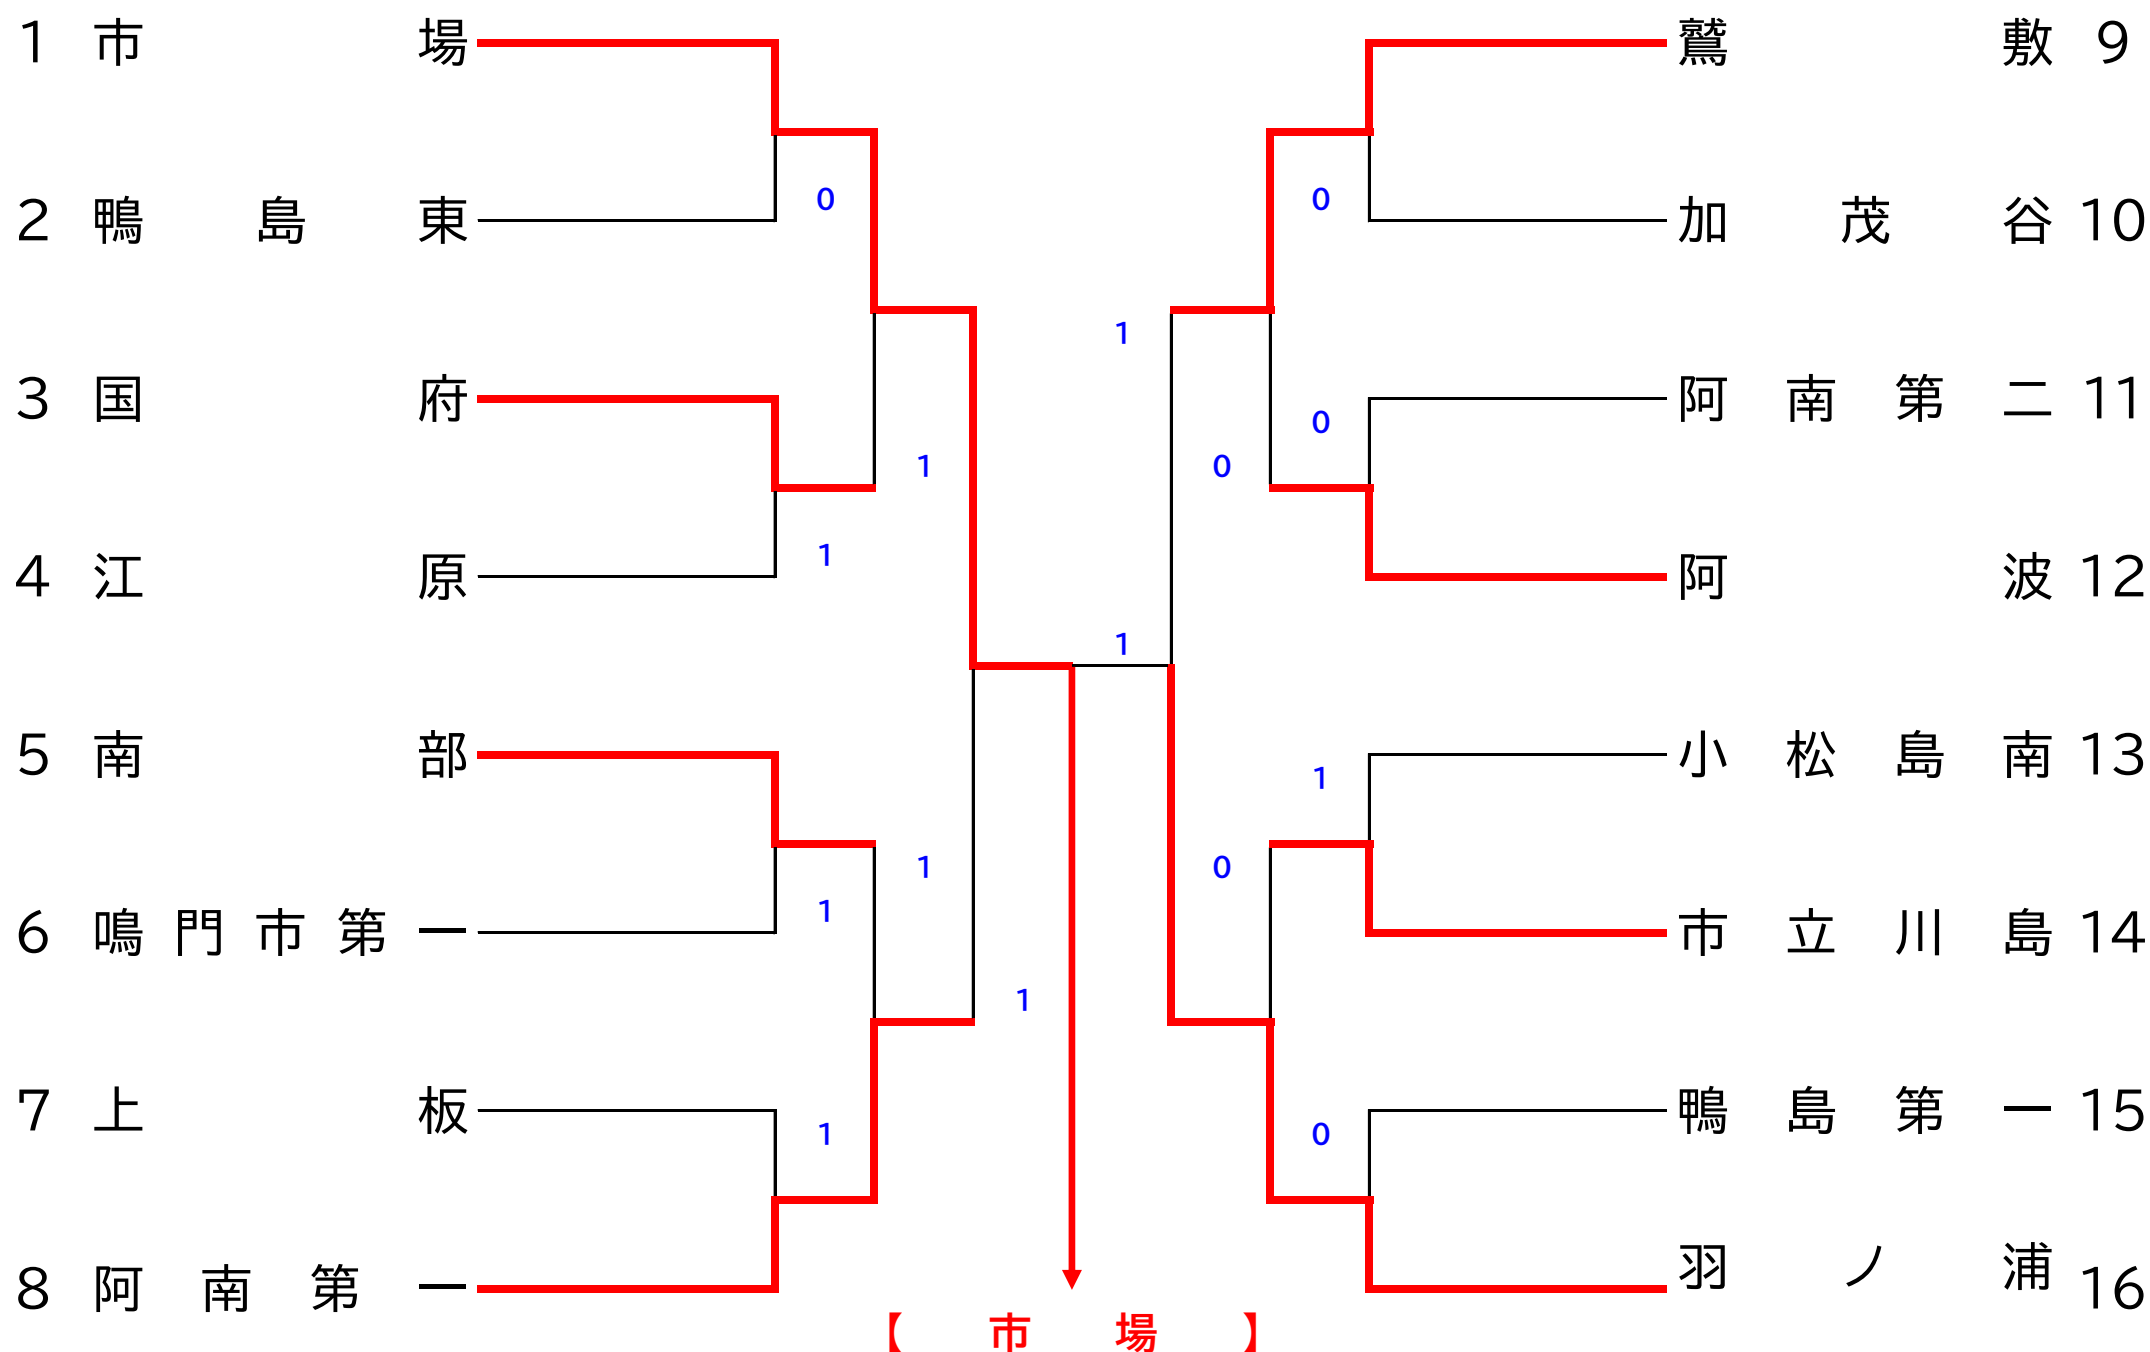 1 市場 鷲敷 9
0 0
2 鴨島東 加茂谷 10
1
3 国府 阿南第二 11
0
1 0
4 江原 1 阿波 12
1
5 南部 小松島南 13
1
1 0
6 鳴門市第一 1 市立川島 14
1
7 上板 鴨島第一 15
1 0
8 阿南第一 羽ノ浦 16
【 市場 】